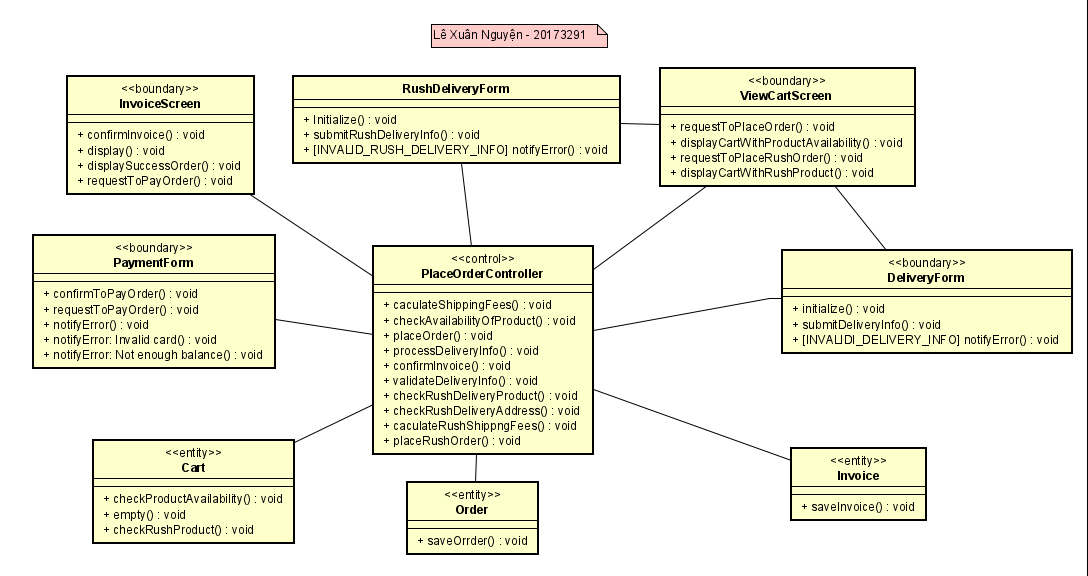 Lê Xuân Nguyện - 20173291
<<boundary>>
InvoiceScreen
+ confirmInvoice() : void
+ display() : void
+ displaySuccessOrder() : void
+ requestToPayOrder() : void
RushDeliveryForm
+ Initialize() : void
+ submitRushDeliveryInfo() : void
+ [INVALID_RUSH_DELIVERY_INFO] notifyError() : void
<<boundary>>
ViewCartScreen
+ requestToPlaceOrder() : void
+ displayCartWithProductAvailability() : void
+ requestToPlaceRushOrder() : void
+ displayCartWithRushProduct() : void
<<boundary>>
PaymentForm
+ confirmToPayOrder() : void
+ requestToPayOrder() : void
+ notifyError() : void
+ notifyError: Invalid card() : void
+ notifyError: Not enough balance() : void
<<control>>
PlaceOrderController
+ caculateShippingFees() : void
+ checkAvailabilityOfProduct() : void
+ placeOrder() : void
+ processDeliveryInfo() : void
+ confirmInvoice() : void
+ validateDeliveryInfo() : void
+ checkRushDeliveryProduct() : void
+ checkRushDeliveryAddress() : void
+ caculateRushShippngFees() : void
+ placeRushOrder() : void
<<boundary>>
DeliveryForm
+ initialize() : void
+ submitDeliveryInfo() : void
+ [INVALIDI_DELIVERY_INFO] notifyError() : void
<<entity>>
Cart
+ checkProductAvailability() : void
+ empty() : void
+ checkRushProduct() : void
<<entity>>
Order
+ saveOrrder() : void
<<entity>>
Invoice
+ saveInvoice() : void